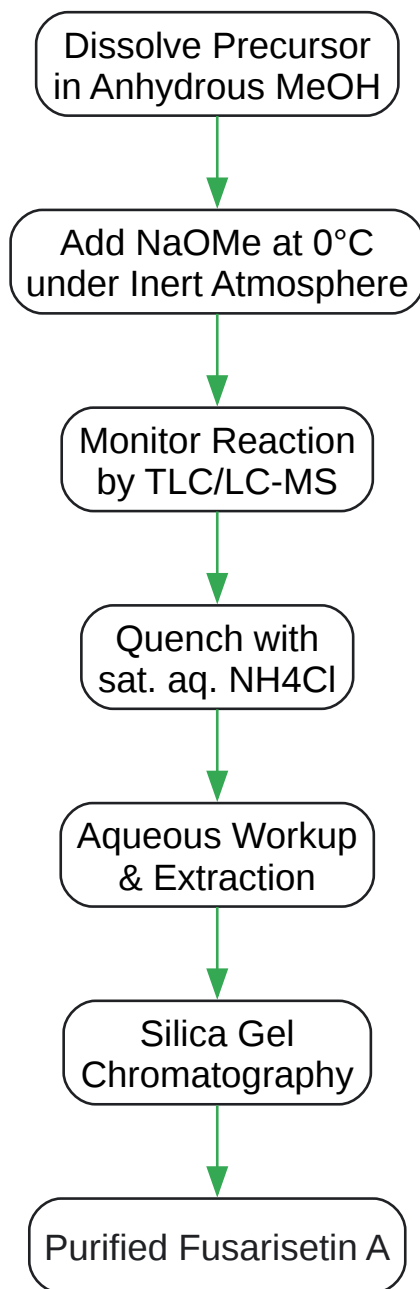 Dissolve Precursor
in Anhydrous MeOH
Add NaOMe at 0°C
under Inert Atmosphere
Monitor Reaction
by TLC/LC-MS
Quench with
sat. aq. NH4Cl
Aqueous Workup
& Extraction
Silica Gel
Chromatography
Purified Fusarisetin A